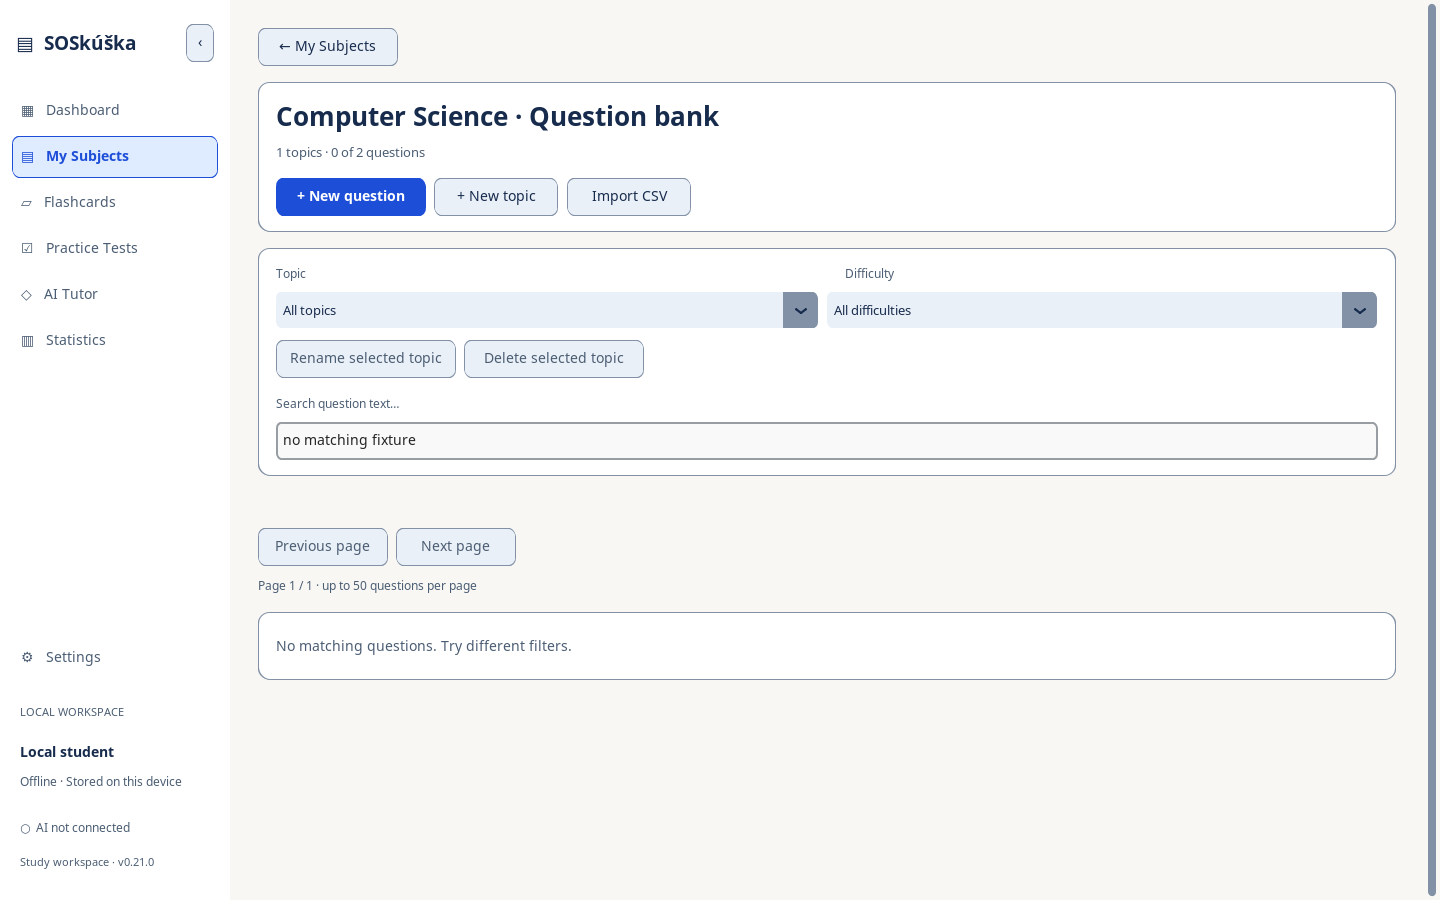 SOSkúška
‹
Dashboard
My Subjects
Flashcards
Practice Tests
AI Tutor
Statistics
Settings
LOCAL WORKSPACE
Local student
Offline · Stored on this device
AI not connected
Study workspace · v0.21.0
← My Subjects
Computer Science · Question bank
1 topics · 0 of 2 questions
+ New question + New topic Import CSV
Topic Difficulty
All topics All difficulties
Rename selected topic Delete selected topic
Search question text...
no matching fixture
Previous page Next page
Page 1 / 1 · up to 50 questions per page
No matching questions. Try different filters.